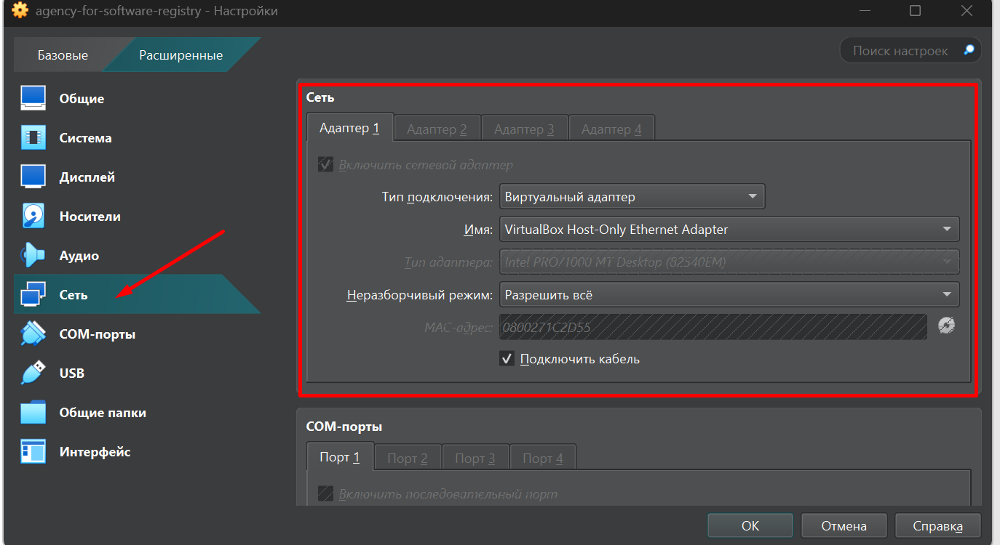 agency-for-software-registry - Настройки
Базовые
Расширенные
Поиск настроек
Общие
Система
Дисплей
Носители
Аудио
Сеть
COM-порты
USB
Общие папки
Интерфейс
Сеть
Адаптер 1
Адаптер 2
Адаптер 3
Адаптер 4
Включить сетевой адаптер
Тип подключения: Виртуальный адаптер
Имя: VirtualBox Host-Only Ethernet Adapter
Тип адаптера: Intel PRO/1000 MT Desktop (82540EM)
Неразборчивый режим: Разрешить всё
MAC-адрес: 0800271C2D55
Подключить кабель
COM-порты
Порт 1
Порт 2
Порт 3
Порт 4
Включить последовательный порт
OK
Отмена
Справка